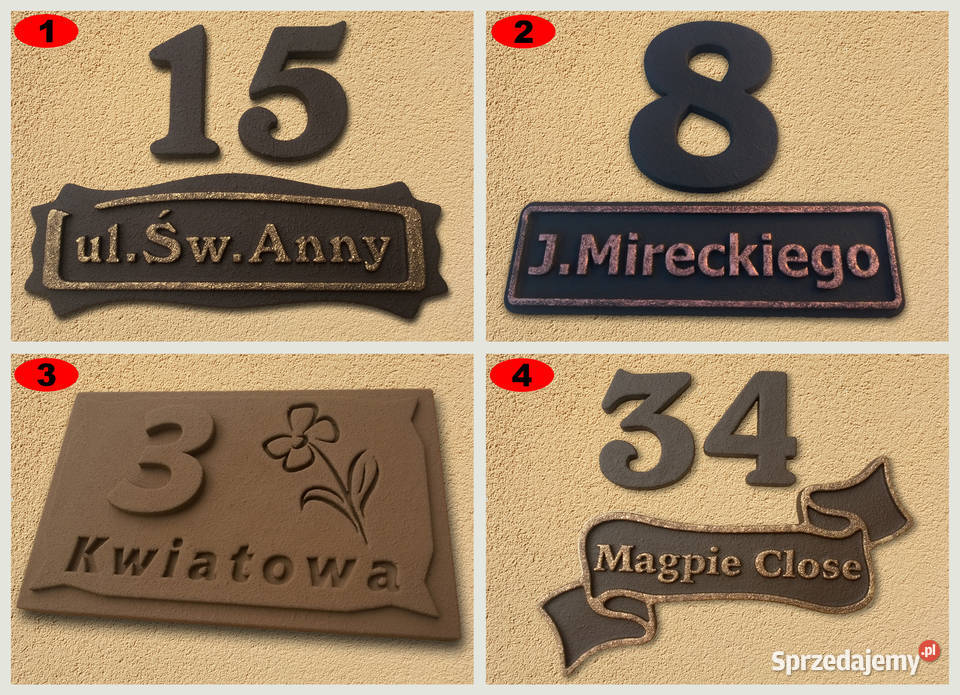 1
15
ul.Św.Anny
2
8
J.Mireckiego
3
3
Kwiatowa
4
34
Magpie Close
Sprzedajemy.pl